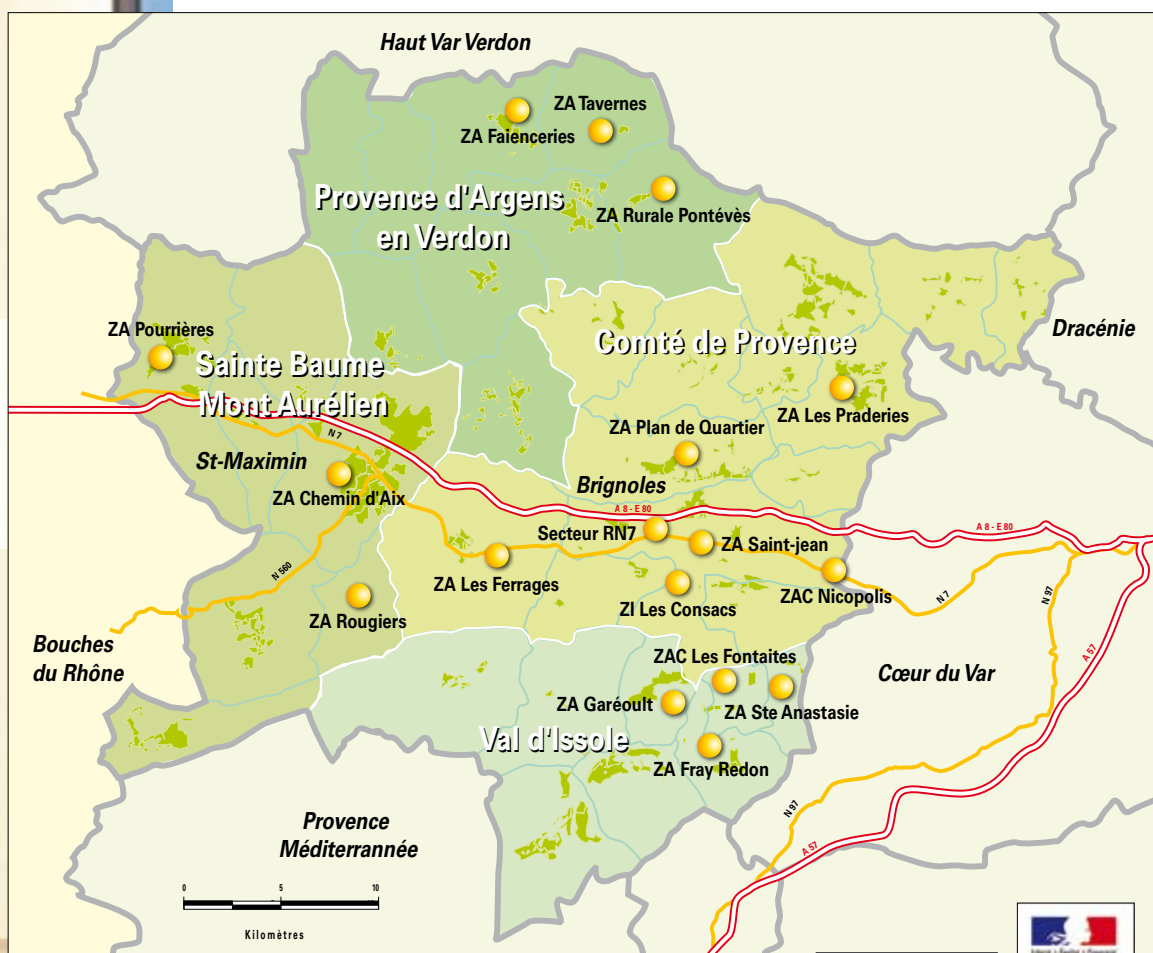 Haut Var Verdon
ZA Tavernes
ZA Faienceries
Provence d'Argens
en Verdon
ZA Rurale Pontévès
ZA Pourrières
Dracénie
Comté de Provence
Sainte Baume
Mont Aurélien
ZA Les Praderies
ZA Plan de Quartier
N 7
St-Maximin
ZA Chemin d'Aix
Brignoles
A 8 - E 80
A 8 - E 80
Secteur RN7
ZA Saint-jean
ZA Les Ferrages
ZAC Nicopolis
N 560
ZI Les Consacs
N 7
N 97
ZA Rougiers
Bouches
du Rhône
ZAC Les Fontaites
Cœur du Var
A 57
ZA Garéoult
ZA Ste Anastasie
Val d'Issole
ZA Fray Redon
N 97
Provence
Méditerrannée
A 57
0 5 10
Kilomètres